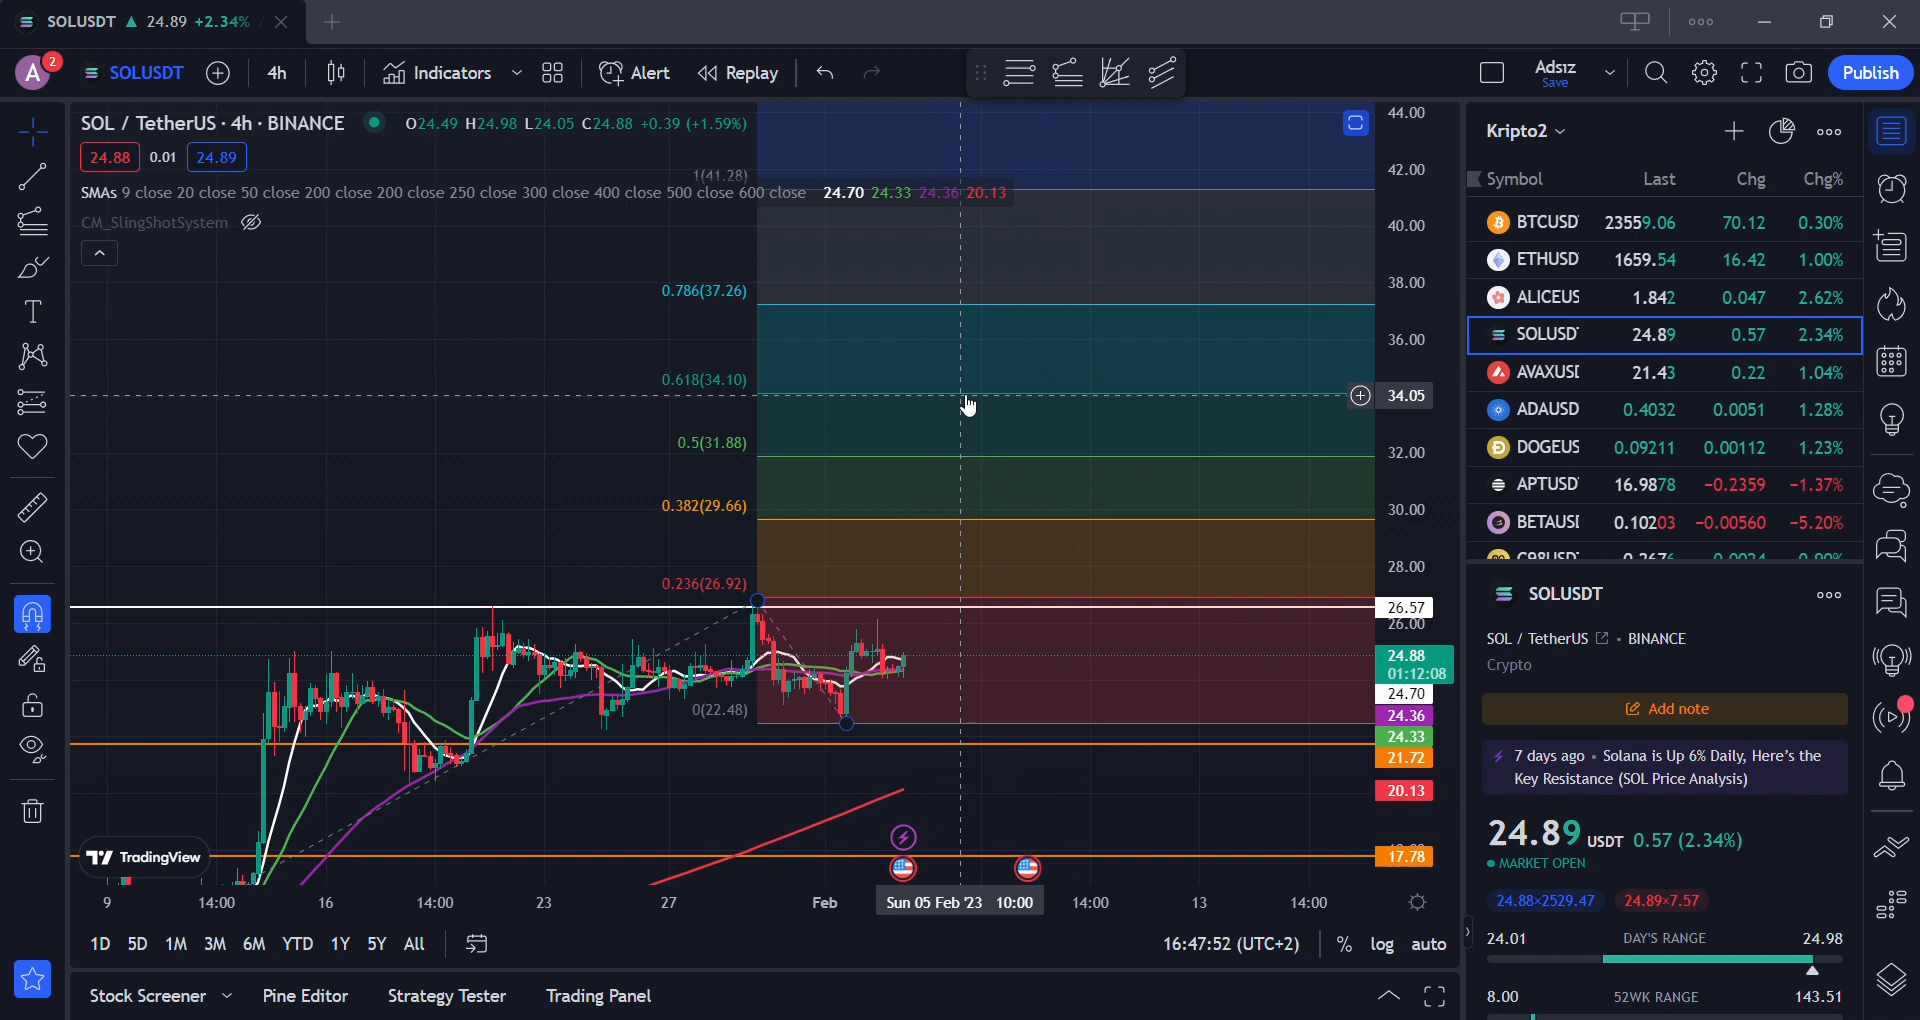 SOLUSDT ▲ 24.89 +2.34%
A 2 SOLUSDT 4h Indicators Alert Replay Adsız Save Publish
SOL / TetherUS · 4h · BINANCE O24.49 H24.98 L24.05 C24.88 +0.39 (+1.59%)
24.88 0.01 24.89
SMAs 9 close 20 close 50 close 200 close 200 close 250 close 300 close 400 close 500 close 600 close 24.70 24.33 24.36 20.13
CM_SlingShotSystem
1(41.28)
0.786(37.26)
0.618(34.10)
0.5(31.88)
0.382(29.66)
0.236(26.92)
0(22.48)
44.00
42.00
40.00
38.00
36.00
34.05
32.00
30.00
28.00
26.57
26.00
24.88
01:12:08
24.70
24.36
24.33
21.72
20.13
17.78
TradingView
9 14:00 16 14:00 23 27 Feb Sun 05 Feb '23 10:00 14:00 13 14:00
1D 5D 1M 3M 6M YTD 1Y 5Y All 16:47:52 (UTC+2) % log auto
Stock Screener Pine Editor Strategy Tester Trading Panel
Kripto2
Symbol Last Chg Chg%
BTCUSD 23559.06 70.12 0.30%
ETHUSD 1659.54 16.42 1.00%
ALICEUS 1.842 0.047 2.62%
SOLUSD 24.89 0.57 2.34%
AVAXUS 21.43 0.22 1.04%
ADAUSD 0.4032 0.0051 1.28%
DOGEUS 0.09211 0.00112 1.23%
APTUSD 16.9878 −0.2359 −1.37%
BETAUS 0.10203 −0.00560 −5.20%
SOLUSDT
SOL / TetherUS • BINANCE
Crypto
Add note
7 days ago • Solana is Up 6% Daily, Here's the
Key Resistance (SOL Price Analysis)
24.89 USDT 0.57 (2.34%)
MARKET OPEN
24.88×2529.47 24.89×7.57
24.01 DAY'S RANGE 24.98
8.00 52WK RANGE 143.51